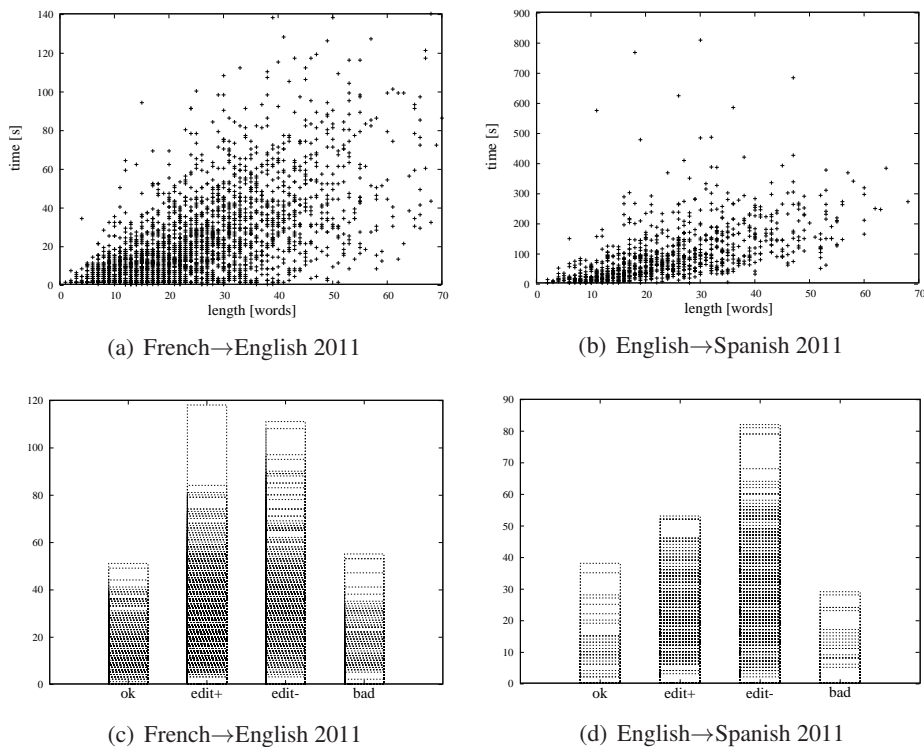 140
120
100
80
60
40
20
0
time [s]
0 10 20 30 40 50 60 70
length [words]
(a) French→English 2011
900
800
700
600
500
400
300
200
100
0
time [s]
0 10 20 30 40 50 60 70
length [words]
(b) English→Spanish 2011
120
100
80
60
40
20
0
ok edit+ edit- bad
(c) French→English 2011
90
80
70
60
50
40
30
20
10
0
ok edit+ edit- bad
(d) English→Spanish 2011